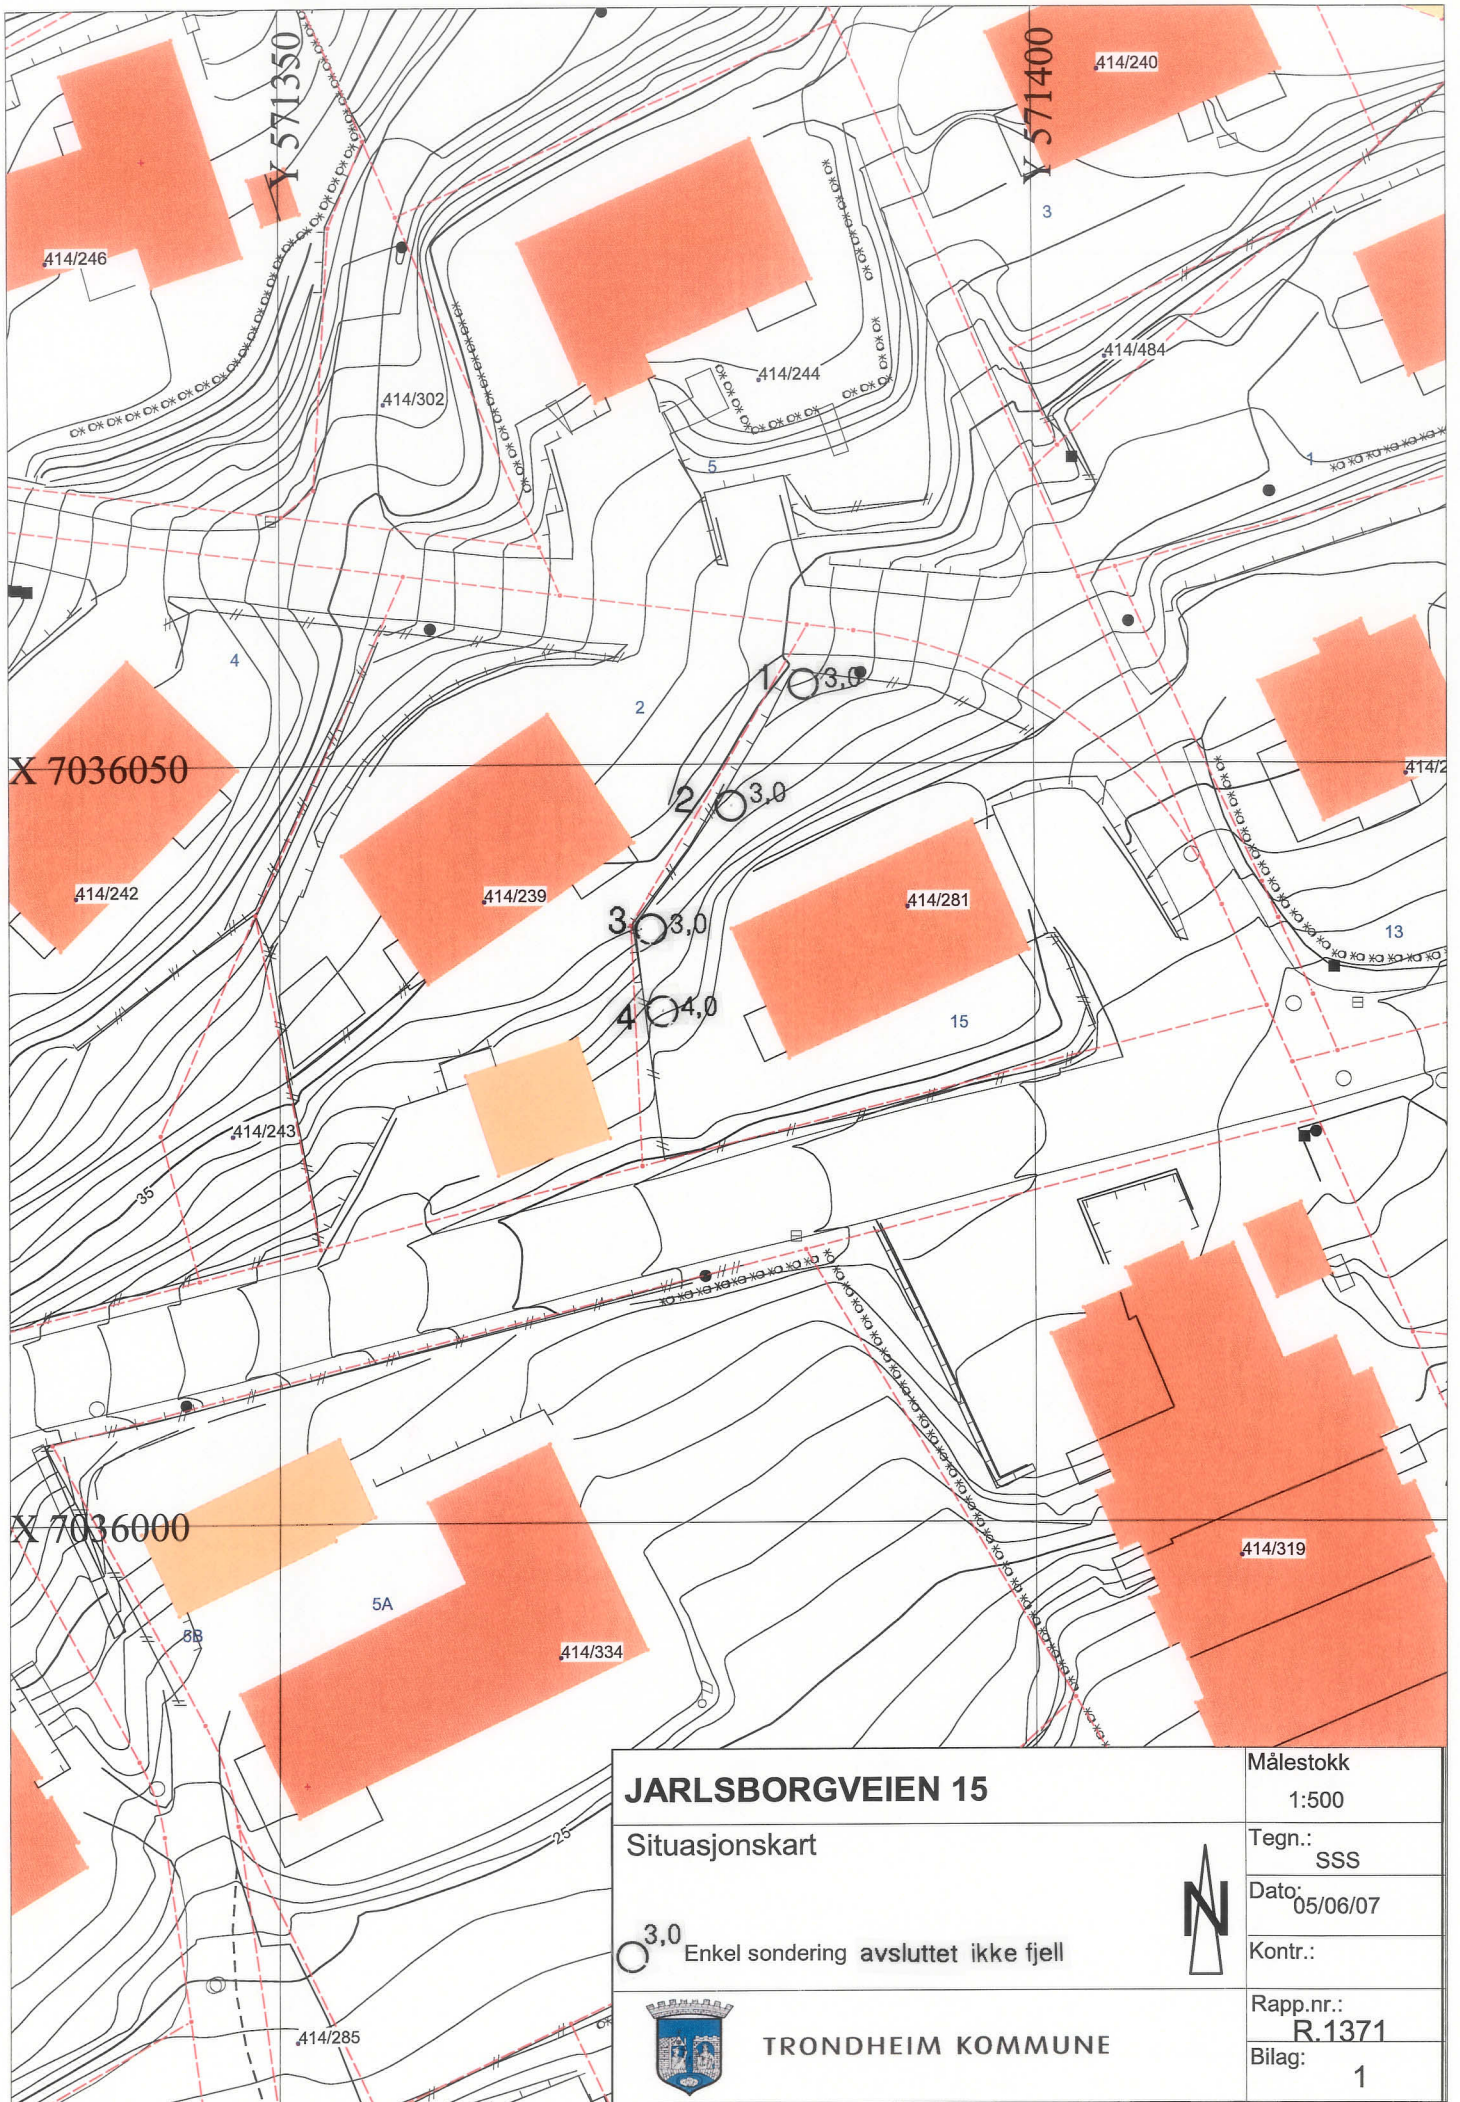 Y 571350
Y 571400
414/240
3
414/246
414/484
414/244
414/302
5
1
4
2
1 3,0
X 7036050
414/2
2 3,0
414/242
414/239
414/281
3 3,0
13
4 4,0
15
414/243
35
X 7036000
414/319
5A
5B
414/334
25
414/285
JARLSBORGVEIEN 15
Målestokk
1:500
Situasjonskart
Tegn.:
SSS
N
Dato:
05/06/07
3,0
Enkel sondering avsluttet ikke fjell
Kontr.:
Rapp.nr.:
R.1371
TRONDHEIM KOMMUNE
Bilag:
1